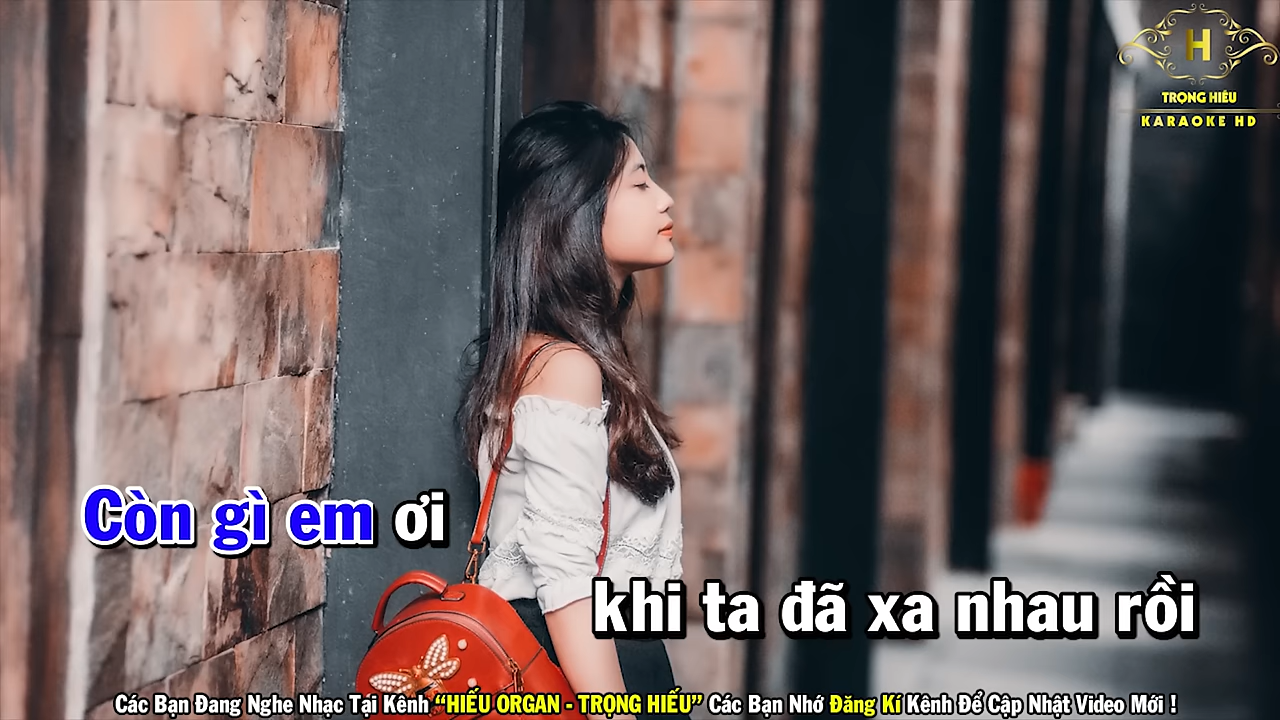 H
TRỌNG HIẾU
KARAOKE HD
Còn gì em ơi
khi ta đã xa nhau rồi
Các Bạn Đang Nghe Nhạc Tại Kênh “HIẾU ORGAN - TRỌNG HIẾU” Các Bạn Nhớ Đăng Kí Kênh Để Cập Nhật Video Mới !